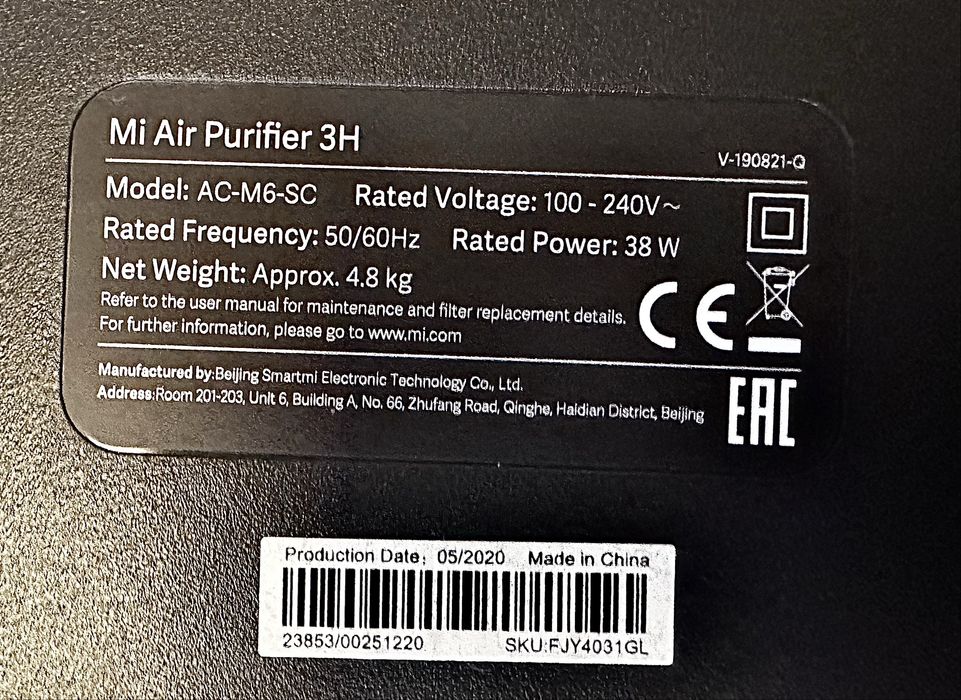 Mi Air Purifier 3H
V-190821-Q
Model: AC-M6-SC Rated Voltage: 100 - 240V~
Rated Frequency: 50/60Hz Rated Power: 38 W
Net Weight: Approx. 4.8 kg
Refer to the user manual for maintenance and filter replacement details.
For further information, please go to www.mi.com
CE
Manufactured by:Beijing Smartmi Electronic Technology Co., Ltd.
Address:Room 201-203, Unit 6, Building A, No. 66, Zhufang Road, Qinghe, Haidian District, Beijing
EAC
Production Date: 05/2020 Made in China
23853/00251220 SKU:FJY4031GL